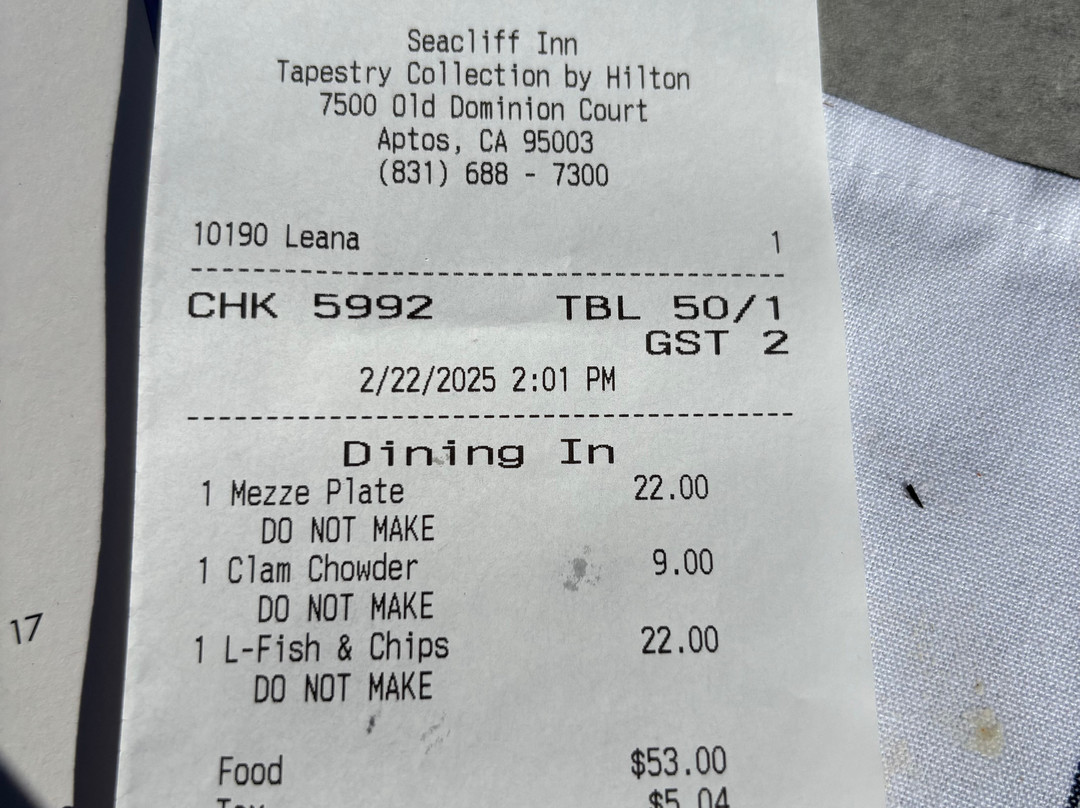 Seacliff Inn
Tapestry Collection by Hilton
7500 Old Dominion Court
Aptos, CA 95003
(831) 688 - 7300
10190 Leana 1
CHK 5992 TBL 50/1
GST 2
2/22/2025 2:01 PM
Dining In
1 Mezze Plate 22.00
DO NOT MAKE
1 Clam Chowder 9.00
DO NOT MAKE
1 L-Fish & Chips 22.00
DO NOT MAKE
Food $53.00
Tax $5.04
17